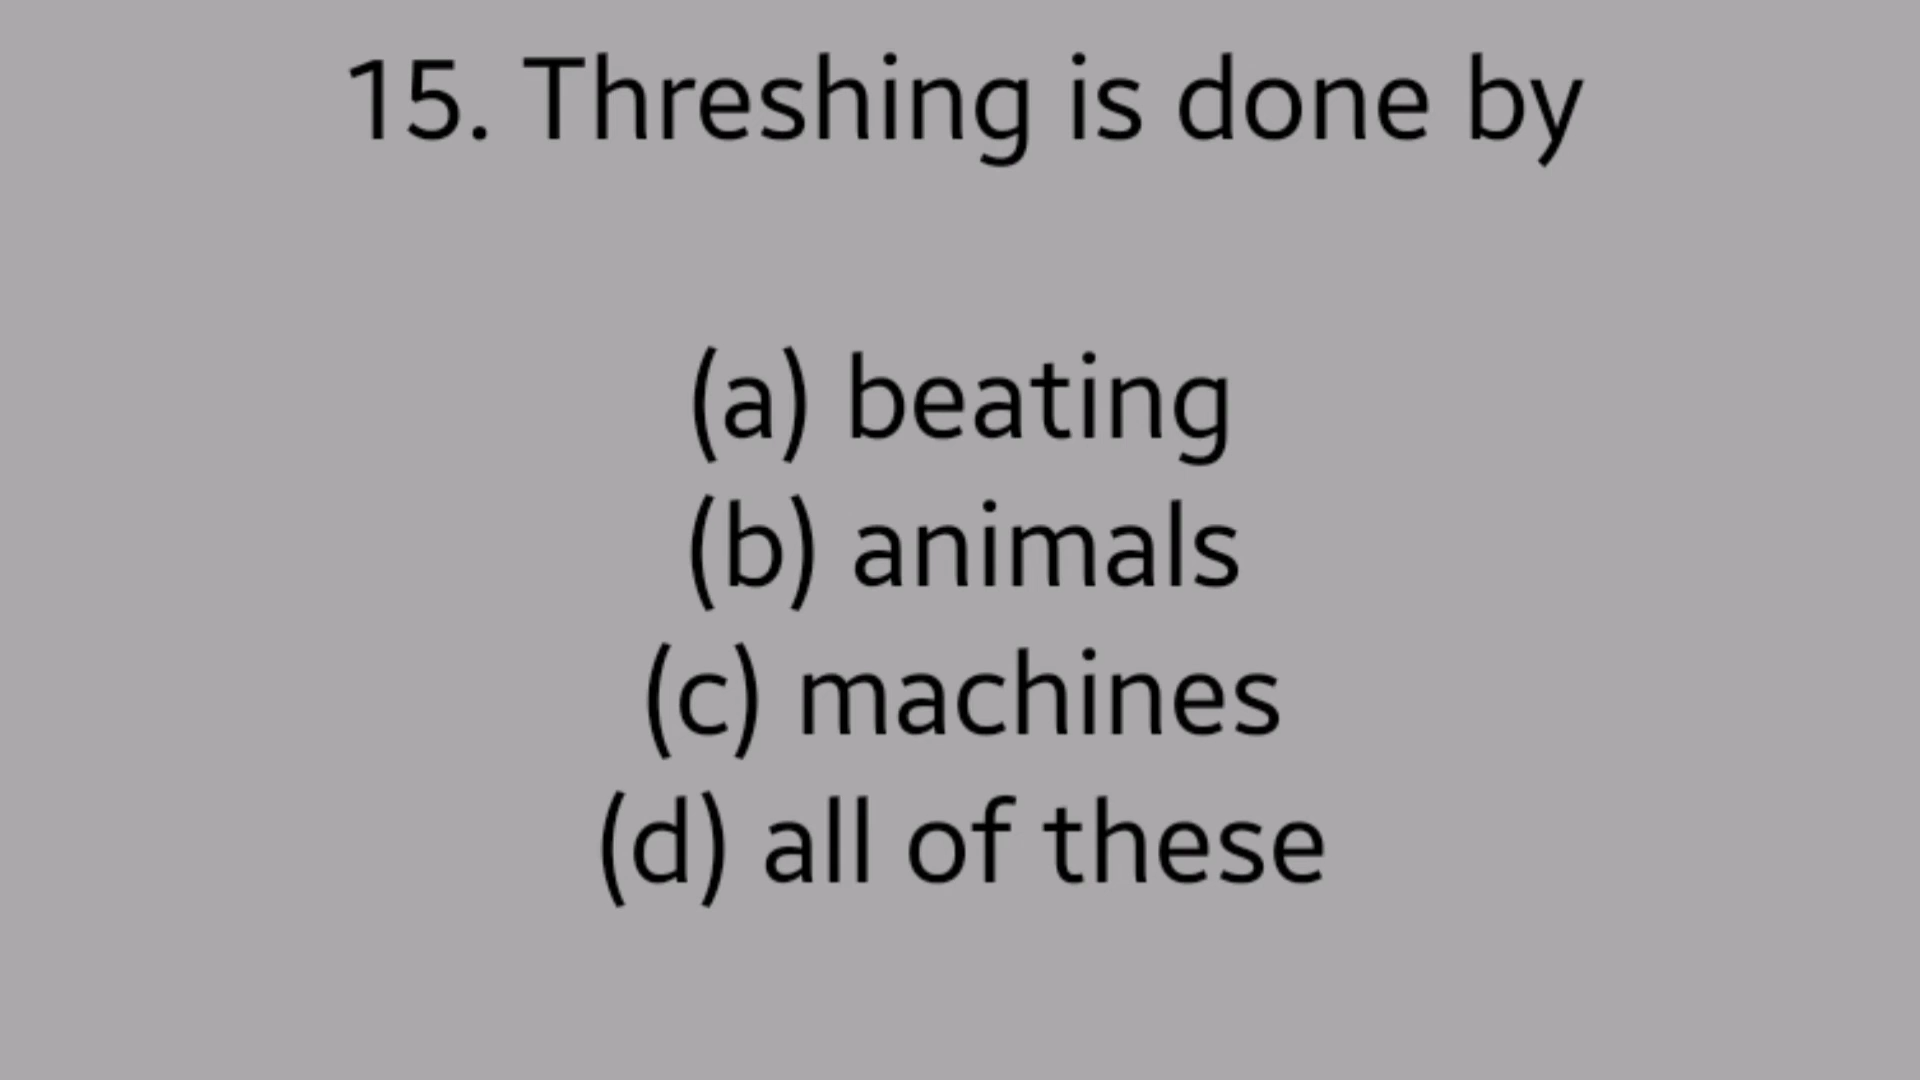 15. Threshing is done by
(a) beating
(b) animals
(c) machines
(d) all of these